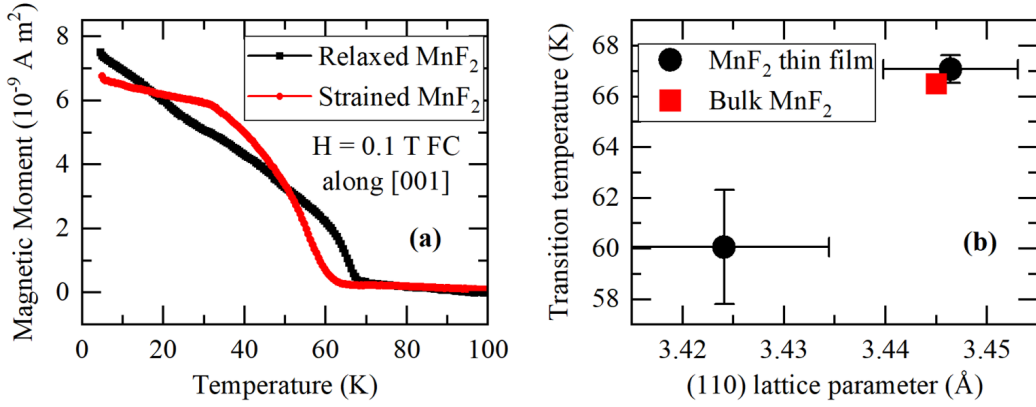 8
6
4
2
0
Magnetic Moment (10⁻⁹ A m²)
Relaxed MnF₂
Strained MnF₂
H = 0.1 T FC
along [001]
(a)
0 20 40 60 80 100
Temperature (K)
68
66
64
62
60
58
Transition temperature (K)
MnF₂ thin film
Bulk MnF₂
(b)
3.42 3.43 3.44 3.45
(110) lattice parameter (Å)